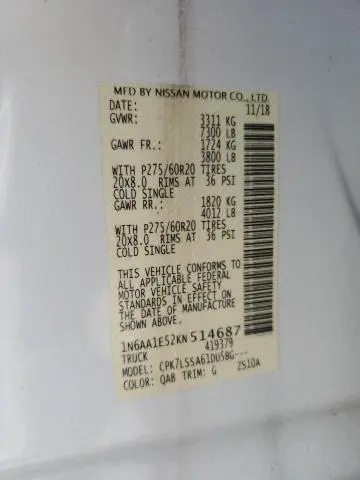 MFD BY NISSAN MOTOR CO., LTD.
DATE: 11/18
GVWR: 3311 KG
7300 LB
GAWR FR.: 1724 KG
3800 LB
WITH P275/60R20 TIRES
20X8.0 RIMS AT 36 PSI
COLD SINGLE
GAWR RR.: 1820 KG
4012 LB
WITH P275/60R20 TIRES
20X8.0 RIMS AT 36 PSI
COLD SINGLE
THIS VEHICLE CONFORMS TO
ALL APPLICABLE FEDERAL
MOTOR VEHICLE SAFETY
STANDARDS IN EFFECT ON
THE DATE OF MANUFACTURE
SHOWN ABOVE.
1N6AA1E52KN514687
TRUCK 419379
MODEL: CPK7LSSA61DU5BG---
COLOR: QAB TRIM: G ZS10A